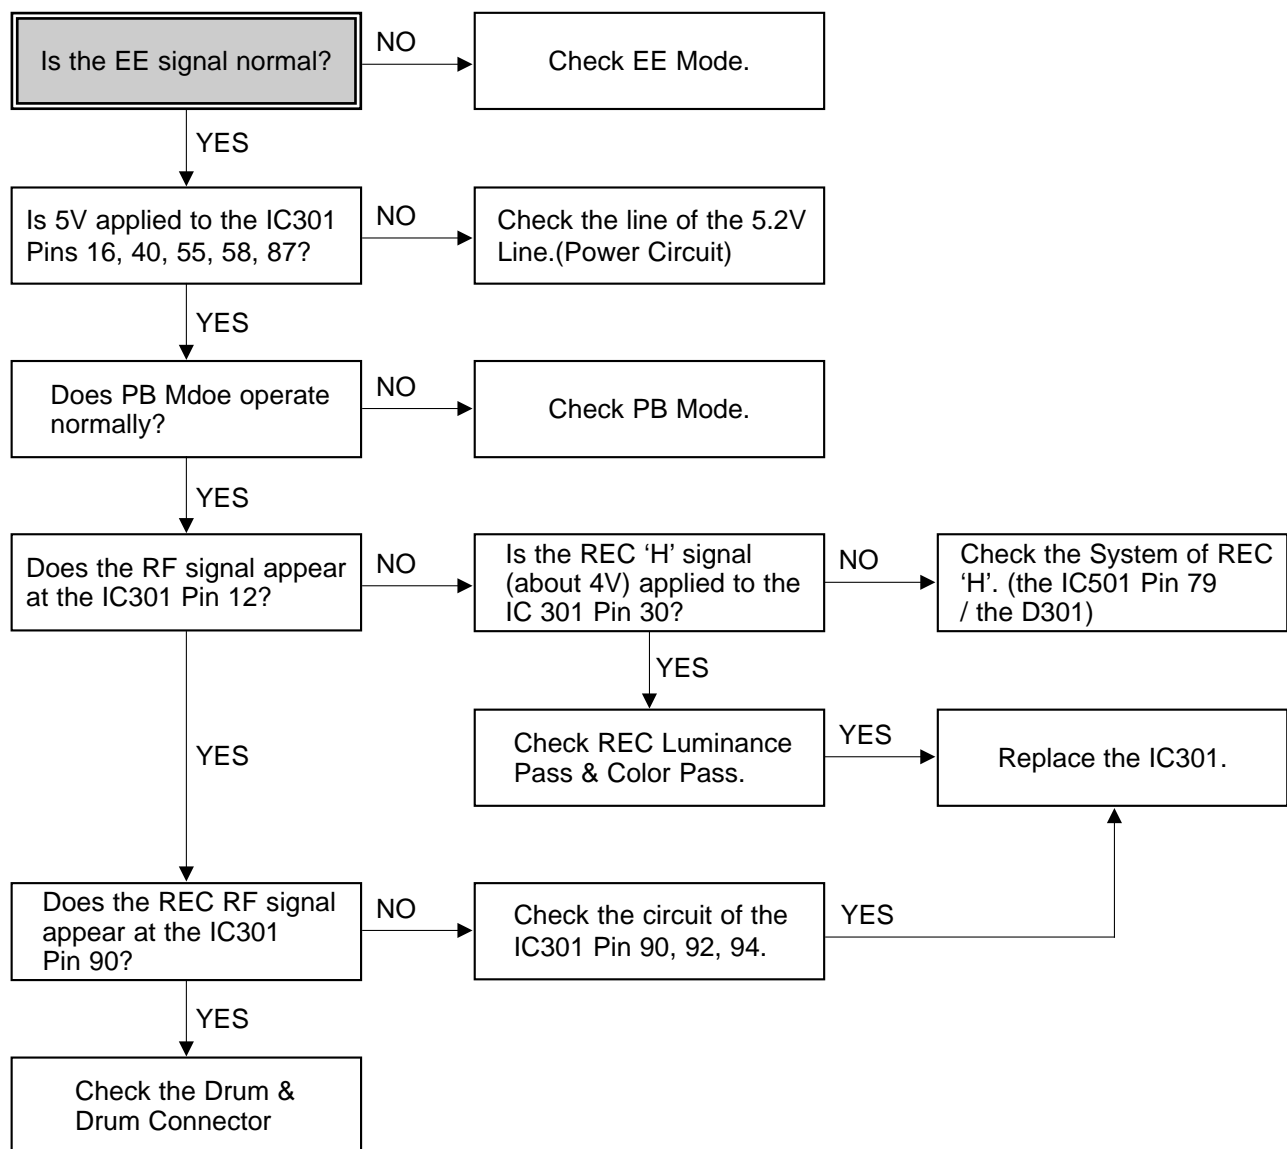 Is the EE signal normal?
NO
Check EE Mode.
YES
Is 5V applied to the IC301
Pins 16, 40, 55, 58, 87?
NO
Check the line of the 5.2V
Line.(Power Circuit)
YES
Does PB Mdoe operate
normally?
NO
Check PB Mode.
YES
Does the RF signal appear
at the IC301 Pin 12?
NO
Is the REC ‘H’ signal
(about 4V) applied to the
IC 301 Pin 30?
NO
Check the System of REC
‘H’. (the IC501 Pin 79
/ the D301)
YES
YES
Check REC Luminance
Pass & Color Pass.
YES
Replace the IC301.
Does the REC RF signal
appear at the IC301
Pin 90?
NO
Check the circuit of the
IC301 Pin 90, 92, 94.
YES
YES
Check the Drum &
Drum Connector